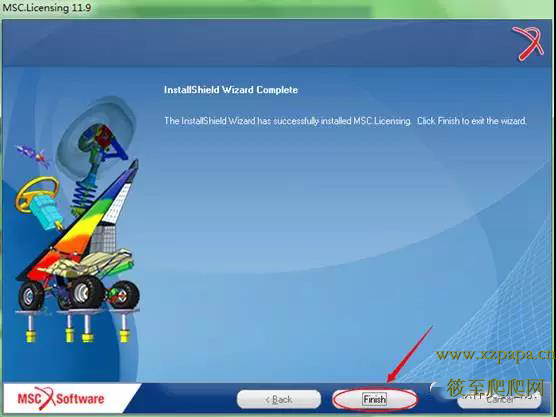 MSC.Licensing 11.9
InstallShield Wizard Complete
The InstallShield Wizard has successfully installed MSC.Licensing. Click Finish to exit the wizard.
www.xzpapa.cn
筱至爬爬网
MSC Software
< Back
Finish
Cancel